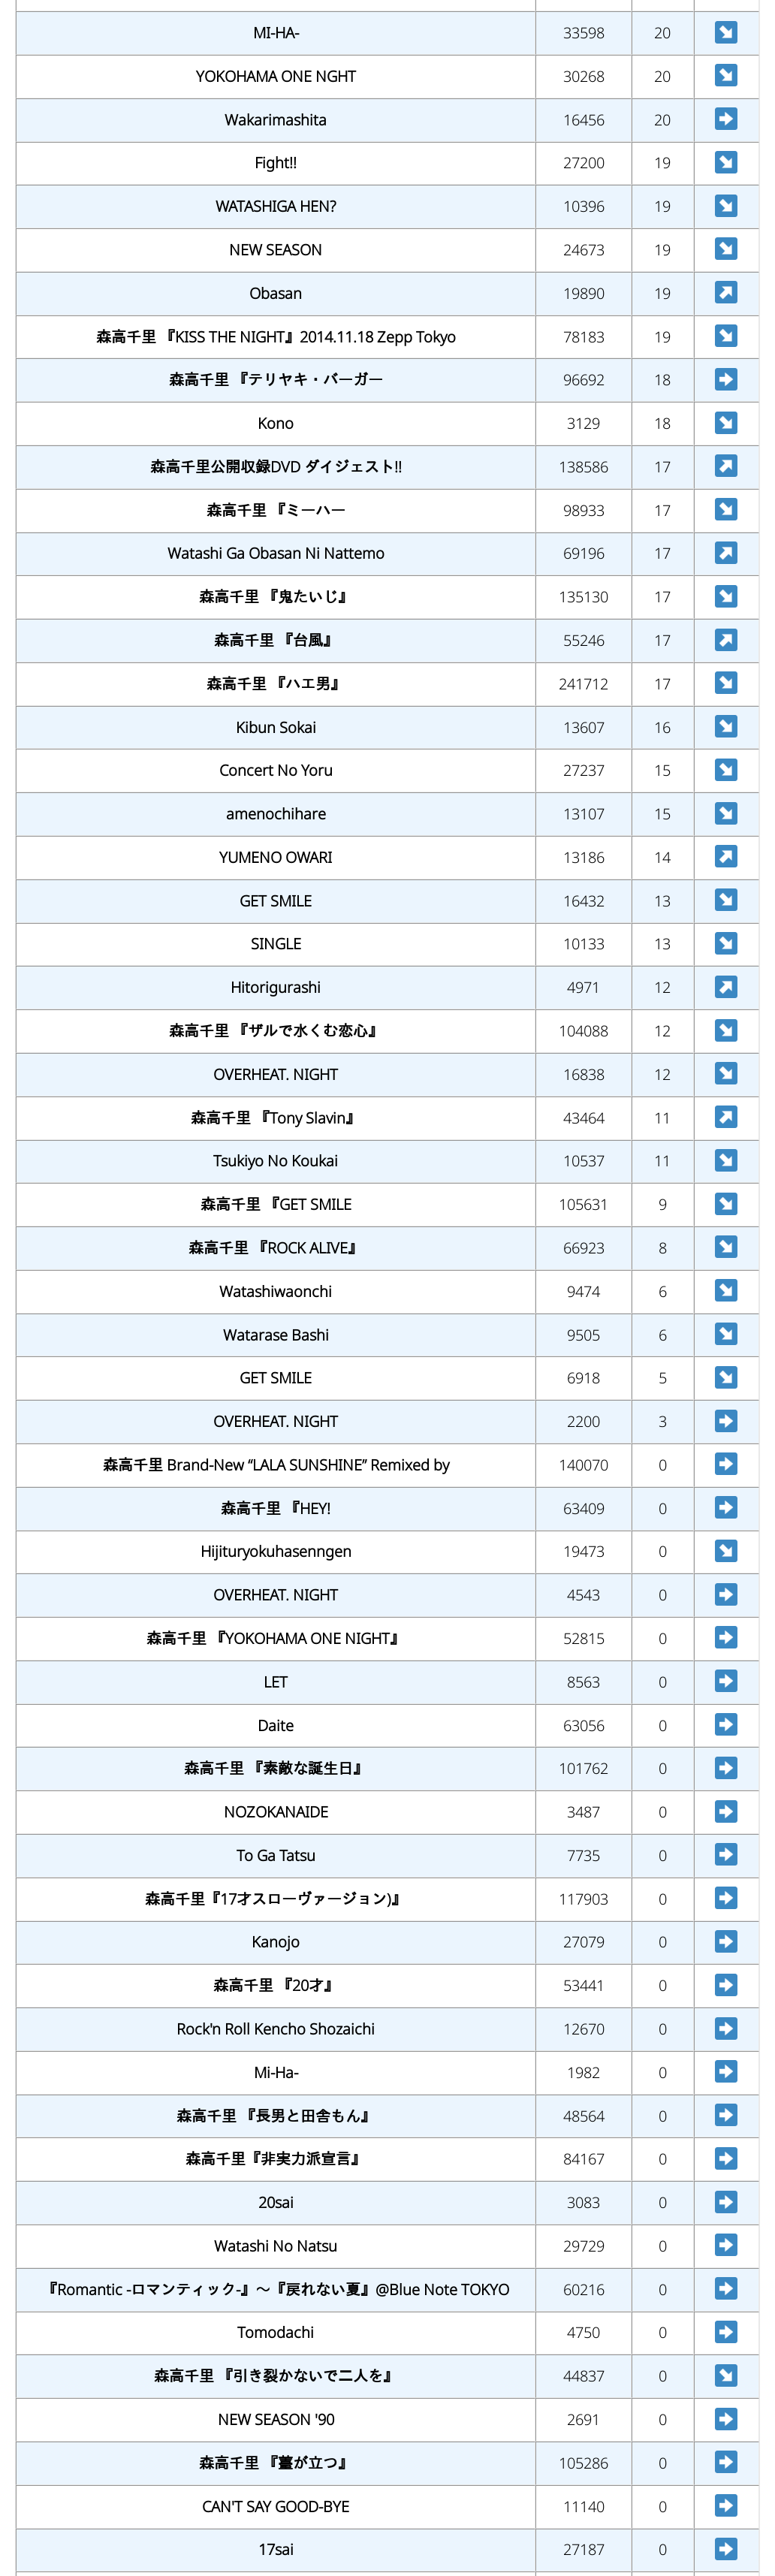 MI-HA- 33598 20
YOKOHAMA ONE NGHT 30268 20
Wakarimashita 16456 20
Fight!! 27200 19
WATASHIGA HEN? 10396 19
NEW SEASON 24673 19
Obasan 19890 19
森高千里 『KISS THE NIGHT』2014.11.18 Zepp Tokyo 78183 19
森高千里 『テリヤキ・バーガー 96692 18
Kono 3129 18
森高千里公開収録DVD ダイジェスト!! 138586 17
森高千里 『ミーハー 98933 17
Watashi Ga Obasan Ni Nattemo 69196 17
森高千里 『鬼たいじ』 135130 17
森高千里 『台風』 55246 17
森高千里 『ハエ男』 241712 17
Kibun Sokai 13607 16
Concert No Yoru 27237 15
amenochihare 13107 15
YUMENO OWARI 13186 14
GET SMILE 16432 13
SINGLE 10133 13
Hitorigurashi 4971 12
森高千里 『ザルで水くむ恋心』 104088 12
OVERHEAT. NIGHT 16838 12
森高千里 『Tony Slavin』 43464 11
Tsukiyo No Koukai 10537 11
森高千里 『GET SMILE 105631 9
森高千里 『ROCK ALIVE』 66923 8
Watashiwaonchi 9474 6
Watarase Bashi 9505 6
GET SMILE 6918 5
OVERHEAT. NIGHT 2200 3
森高千里 Brand-New “LALA SUNSHINE” Remixed by 140070 0
森高千里 『HEY! 63409 0
Hijituryokuhasenngen 19473 0
OVERHEAT. NIGHT 4543 0
森高千里 『YOKOHAMA ONE NIGHT』 52815 0
LET 8563 0
Daite 63056 0
森高千里 『素敵な誕生日』 101762 0
NOZOKANAIDE 3487 0
To Ga Tatsu 7735 0
森高千里『17才スローヴァージョン)』 117903 0
Kanojo 27079 0
森高千里 『20才』 53441 0
Rock'n Roll Kencho Shozaichi 12670 0
Mi-Ha- 1982 0
森高千里 『長男と田舎もん』 48564 0
森高千里『非実力派宣言』 84167 0
20sai 3083 0
Watashi No Natsu 29729 0
『Romantic -ロマンティック-』～『戻れない夏』@Blue Note TOKYO 60216 0
Tomodachi 4750 0
森高千里 『引き裂かないで二人を』 44837 0
NEW SEASON '90 2691 0
森高千里 『薹が立つ』 105286 0
CAN'T SAY GOOD-BYE 11140 0
17sai 27187 0